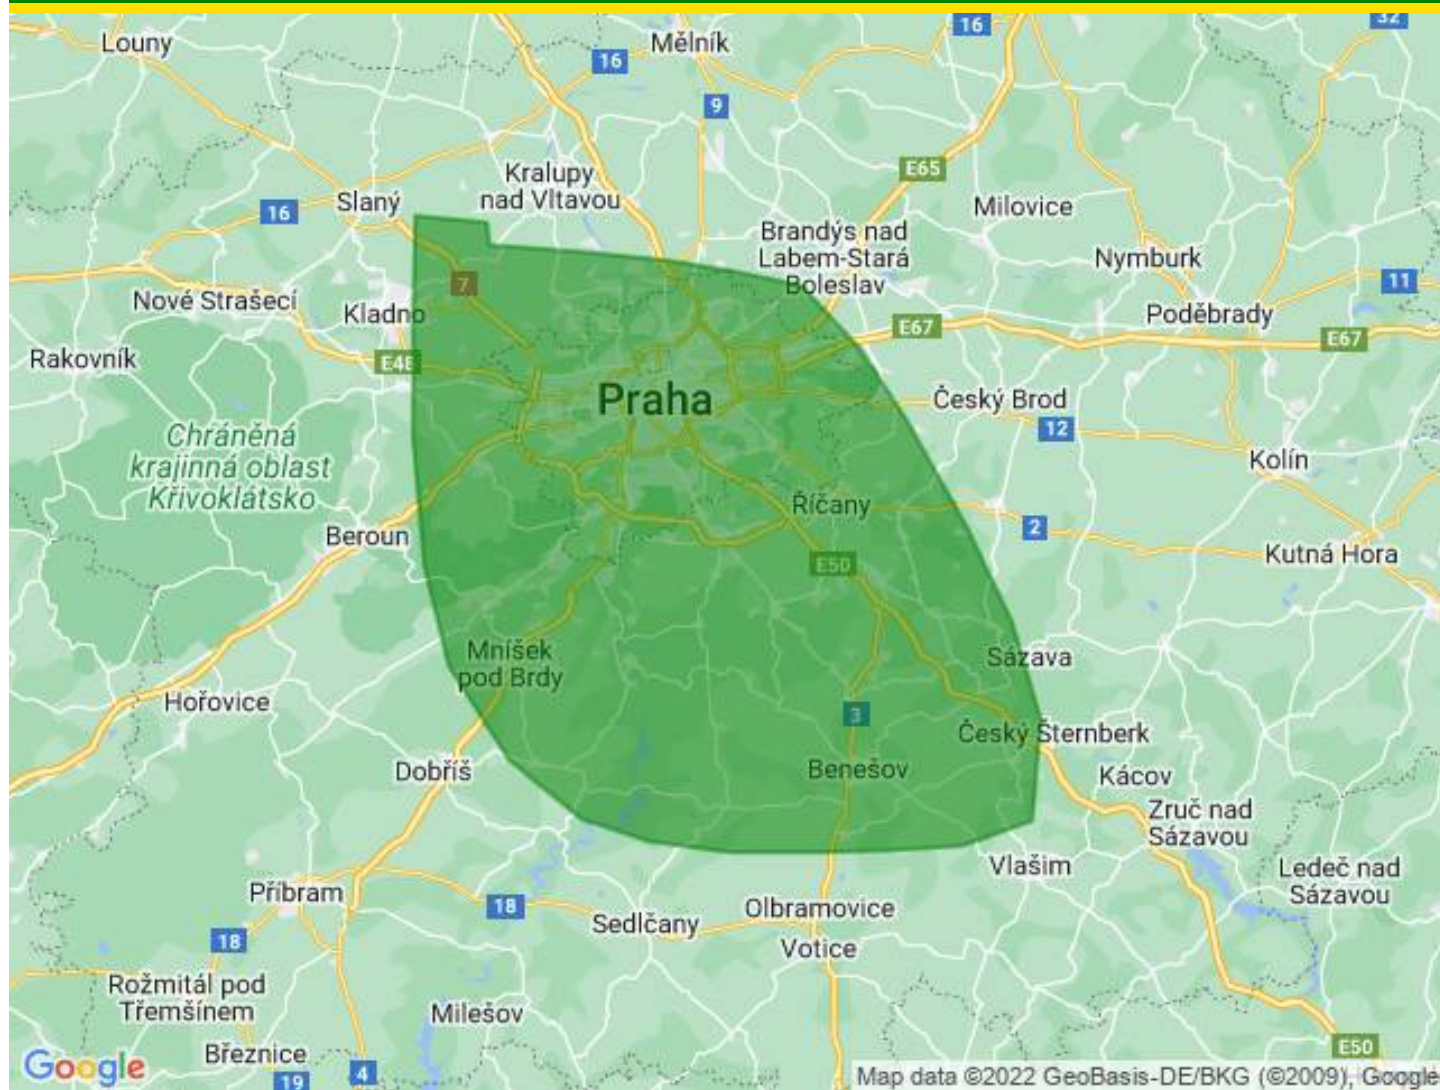 32
16
Louny
Mělník
16
9
Kralupy
nad Vltavou
E65
Slaný
16
Milovice
Brandýs nad
Labem-Stará
Boleslav
Nymburk
7
11
Nové Strašecí
Kladno
Poděbrady
E67
E67
Rakovník
E48
Praha
Český Brod
12
Chráněná
krajinná oblast
Křivoklátsko
Kolín
Říčany
2
Beroun
Kutná Hora
E50
Mníšek
pod Brdy
Sázava
Hořovice
3
Český Šternberk
Dobříš
Benešov
Kácov
Zruč nad
Sázavou
Vlašim
Ledeč nad
Sázavou
Příbram
18
Sedlčany
Olbramovice
18
Votice
Rožmitál pod
Třemšínem
Milešov
Březnice
E50
Google
19
4
Map data ©2022 GeoBasis-DE/BKG (©2009), Google